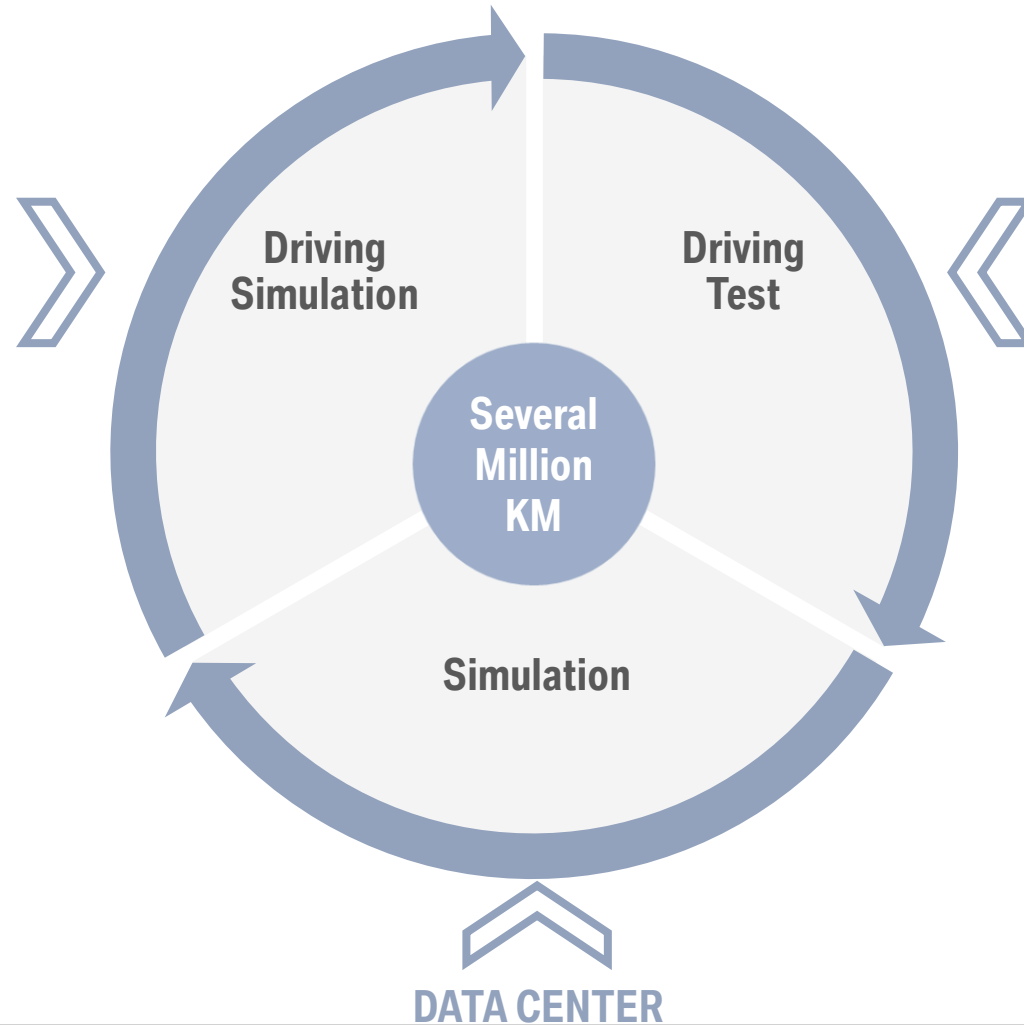 Driving
Simulation
Driving
Test
Several
Million
KM
Simulation
DATA CENTER